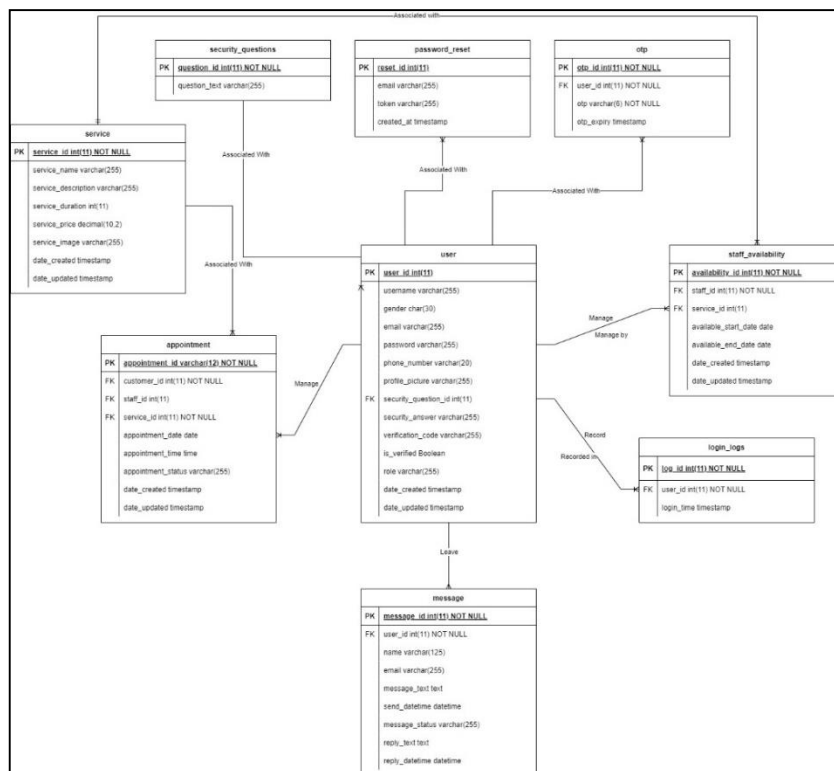 Associated with
security_questions
PK question_id int(11) NOT NULL
question_text varchar(255)
password_reset
PK reset_id int(11)
email varchar(255)
token varchar(255)
created_at timestamp
otp
PK otp_id int(11) NOT NULL
FK user_id int(11) NOT NULL
otp varchar(6) NOT NULL
otp_expiry timestamp
service
PK service_id int(11) NOT NULL
service_name varchar(255)
service_description varchar(255)
service_duration int(11)
service_price decimal(10,2)
service_image varchar(255)
date_created timestamp
date_updated timestamp
Associated With
Associated With
Associated With
Associated With
user
PK user_id int(11)
username varchar(255)
gender char(30)
email varchar(255)
password varchar(255)
phone_number varchar(20)
profile_picture varchar(255)
FK security_question_id int(11)
security_answer varchar(255)
verification_code varchar(255)
is_verified Boolean
role varchar(255)
date_created timestamp
date_updated timestamp
staff_availability
PK availability_id int(11) NOT NULL
FK staff_id int(11) NOT NULL
FK service_id int(11)
available_start_date date
available_end_date date
date_created timestamp
date_updated timestamp
Manage
Manage by
appointment
PK appointment_id varchar(12) NOT NULL
FK customer_id int(11) NOT NULL
FK staff_id int(11)
FK service_id int(11) NOT NULL
appointment_date date
appointment_time time
appointment_status varchar(255)
date_created timestamp
date_updated timestamp
Manage
Record
Recorded in
login_logs
PK log_id int(11) NOT NULL
FK user_id int(11) NOT NULL
login_time timestamp
Leave
message
PK message_id int(11) NOT NULL
FK user_id int(11) NOT NULL
name varchar(125)
email varchar(255)
message_text text
send_datetime datetime
message_status varchar(255)
reply_text text
reply_datetime datetime